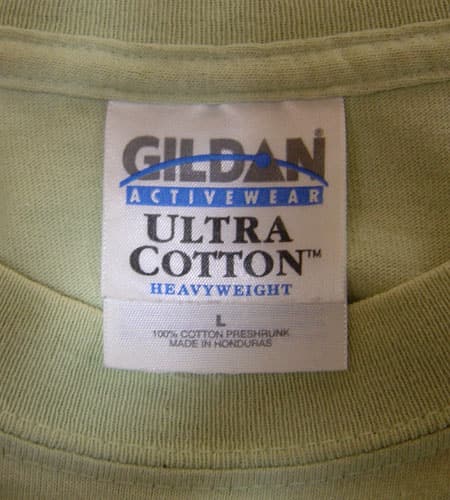 GILDAN®
ACTIVEWEAR
ULTRA
COTTON™
HEAVYWEIGHT
L
100% COTTON PRESHRUNK
MADE IN HONDURAS